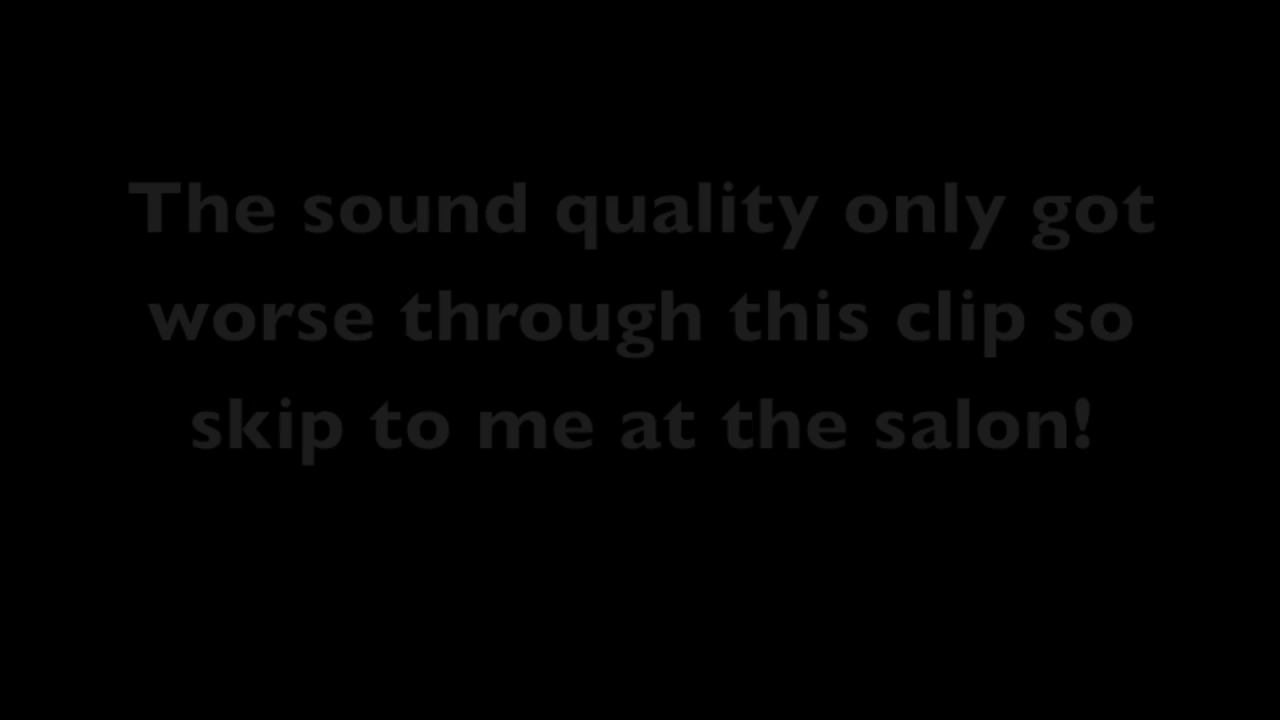 The sound quality only got
worse through this clip so
skip to me at the salon!